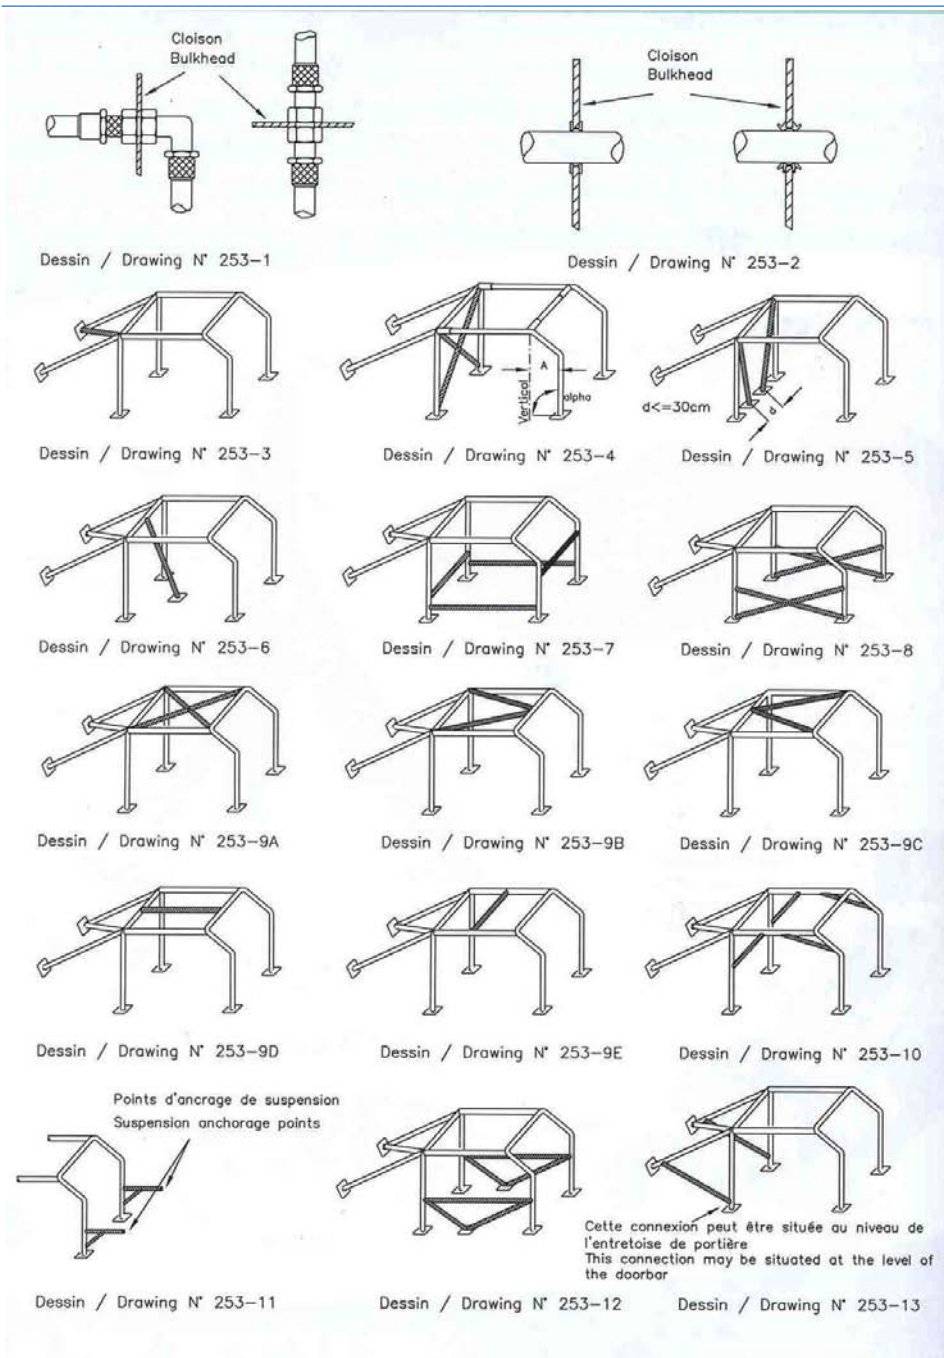 Cloison
Bulkhead
Cloison
Bulkhead
Dessin / Drawing N° 253-1
Dessin / Drawing N° 253-2
A
Vertical
alpha
d<=30cm
d
Dessin / Drawing N° 253-3
Dessin / Drawing N° 253-4
Dessin / Drawing N° 253-5
Dessin / Drawing N° 253-6
Dessin / Drawing N° 253-7
Dessin / Drawing N° 253-8
Dessin / Drawing N° 253-9A
Dessin / Drawing N° 253-9B
Dessin / Drawing N° 253-9C
Dessin / Drawing N° 253-9D
Dessin / Drawing N° 253-9E
Dessin / Drawing N° 253-10
Points d'ancrage de suspension
Suspension anchorage points
Cette connexion peut être située au niveau de
l'entretoise de portière
This connection may be situated at the level of
the doorbar
Dessin / Drawing N° 253-11
Dessin / Drawing N° 253-12
Dessin / Drawing N° 253-13